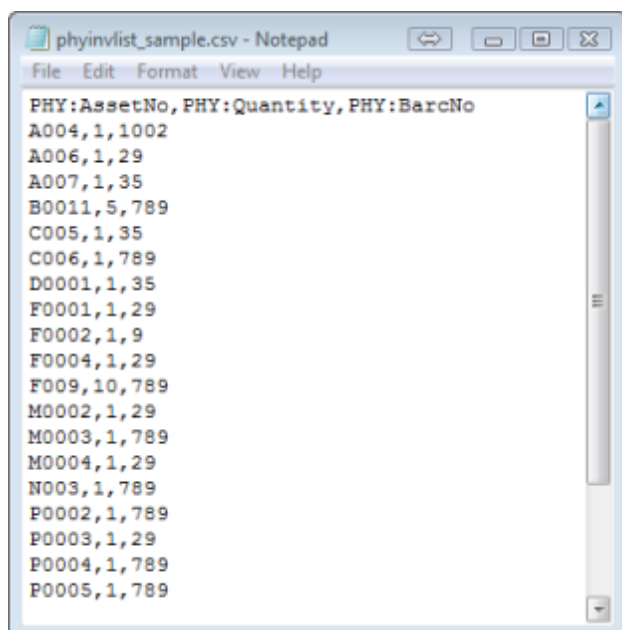 phyinvlist_sample.csv - Notepad
File Edit Format View Help
PHY:AssetNo,PHY:Quantity,PHY:BarcNo
A004,1,1002
A006,1,29
A007,1,35
B0011,5,789
C005,1,35
C006,1,789
D0001,1,35
F0001,1,29
F0002,1,9
F0004,1,29
F009,10,789
M0002,1,29
M0003,1,789
M0004,1,29
N003,1,789
P0002,1,789
P0003,1,29
P0004,1,789
P0005,1,789